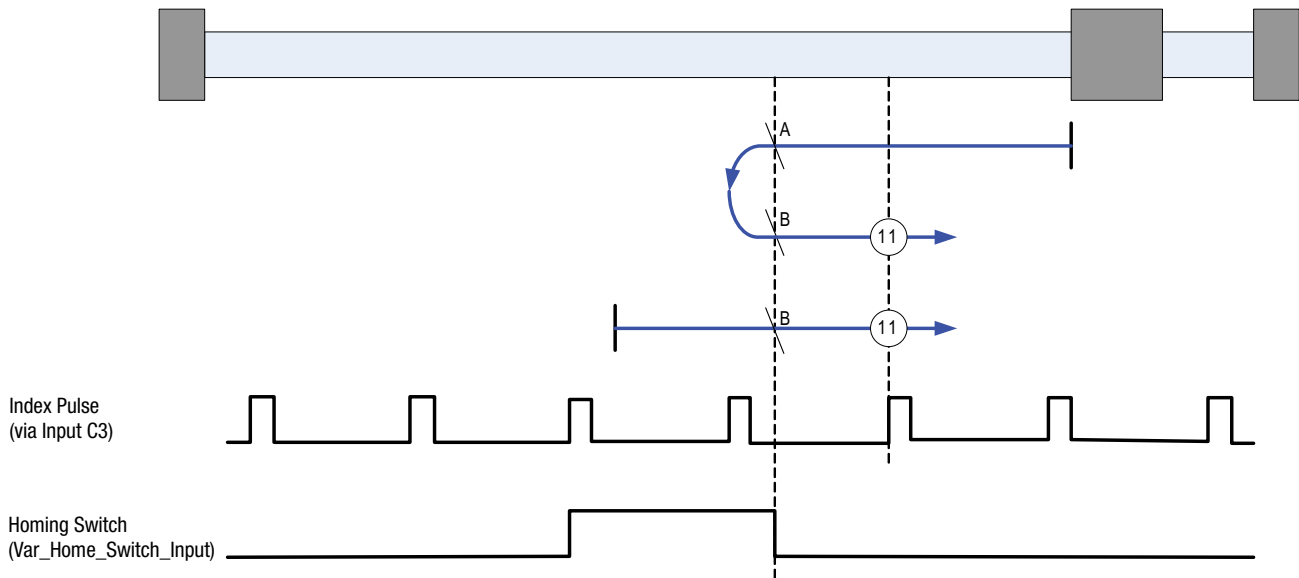 A
B
11
B
11
Index Pulse
(via Input C3)
Homing Switch
(Var_Home_Switch_Input)